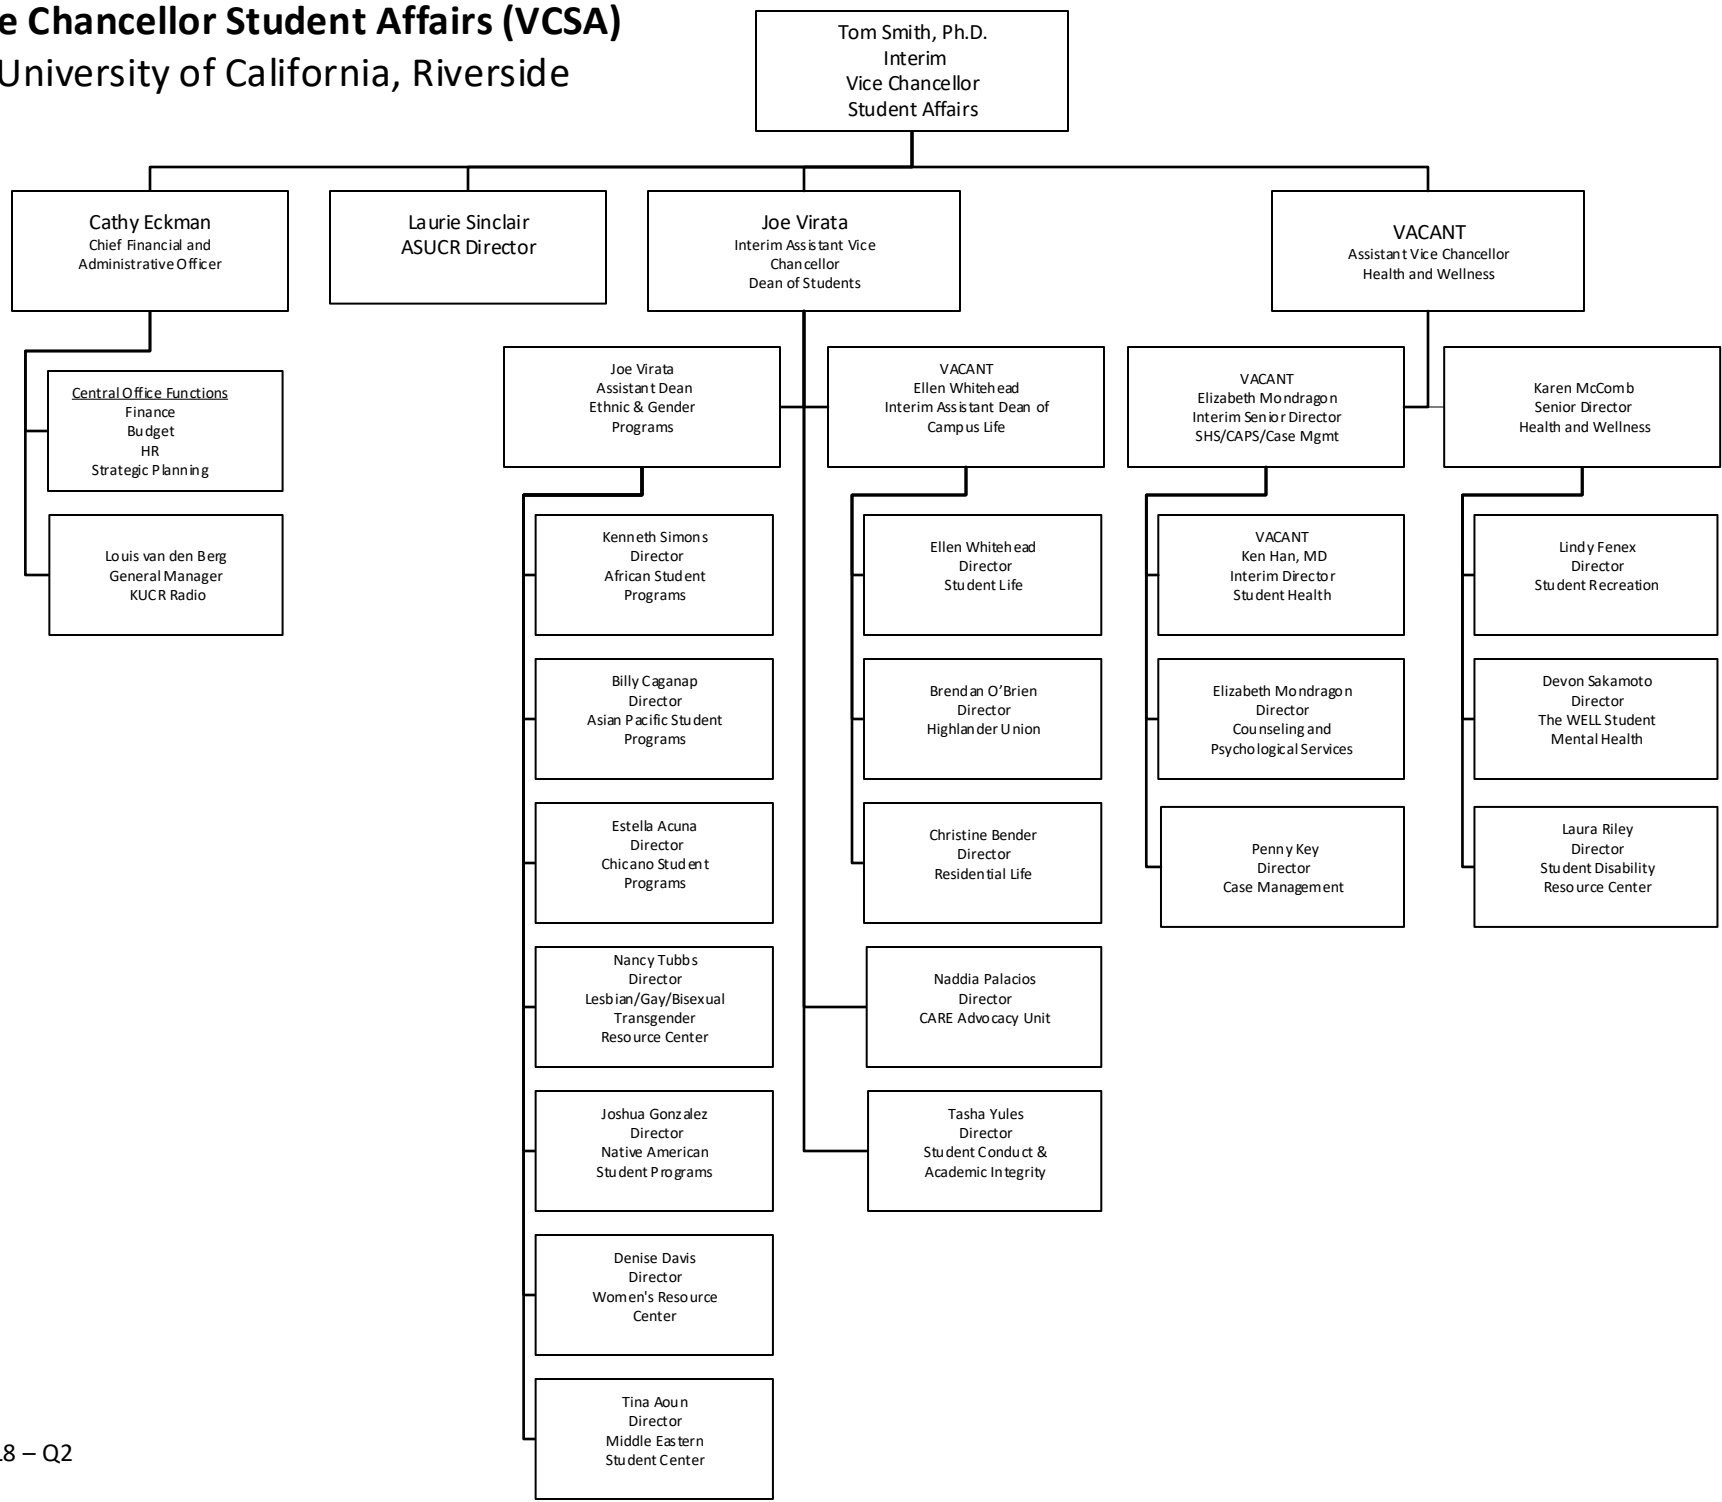 e Chancellor Student Affairs (VCSA)
University of California, Riverside
Tom Smith, Ph.D.
Interim
Vice Chancellor
Student Affairs
Cathy Eckman
Chief Financial and
Administrative Officer
Laurie Sinclair
ASUCR Director
Joe Virata
Interim Assistant Vice
Chancellor
Dean of Students
VACANT
Assistant Vice Chancellor
Health and Wellness
Central Office Functions
Finance
Budget
HR
Strategic Planning
Louis van den Berg
General Manager
KUCR Radio
Joe Virata
Assistant Dean
Ethnic & Gender
Programs
Kenneth Simons
Director
African Student
Programs
Billy Caganap
Director
Asian Pacific Student
Programs
Estella Acuna
Director
Chicano Student
Programs
Nancy Tubbs
Director
Lesbian/Gay/Bisexual
Transgender
Resource Center
Joshua Gonzalez
Director
Native American
Student Programs
Denise Davis
Director
Women's Resource
Center
Tina Aoun
Director
Middle Eastern
Student Center
VACANT
Ellen Whitehead
Interim Assistant Dean of
Campus Life
Ellen Whitehead
Director
Student Life
Brendan O’Brien
Director
Highlander Union
Christine Bender
Director
Residential Life
Naddia Palacios
Director
CARE Advocacy Unit
Tasha Yules
Director
Student Conduct &
Academic Integrity
VACANT
Elizabeth Mondragon
Interim Senior Director
SHS/CAPS/Case Mgmt
VACANT
Ken Han, MD
Interim Director
Student Health
Elizabeth Mondragon
Director
Counseling and
Psychological Services
Penny Key
Director
Case Management
Karen McComb
Senior Director
Health and Wellness
Lindy Fenex
Director
Student Recreation
Devon Sakamoto
Director
The WELL Student
Mental Health
Laura Riley
Director
Student Disability
Resource Center
8 – Q2